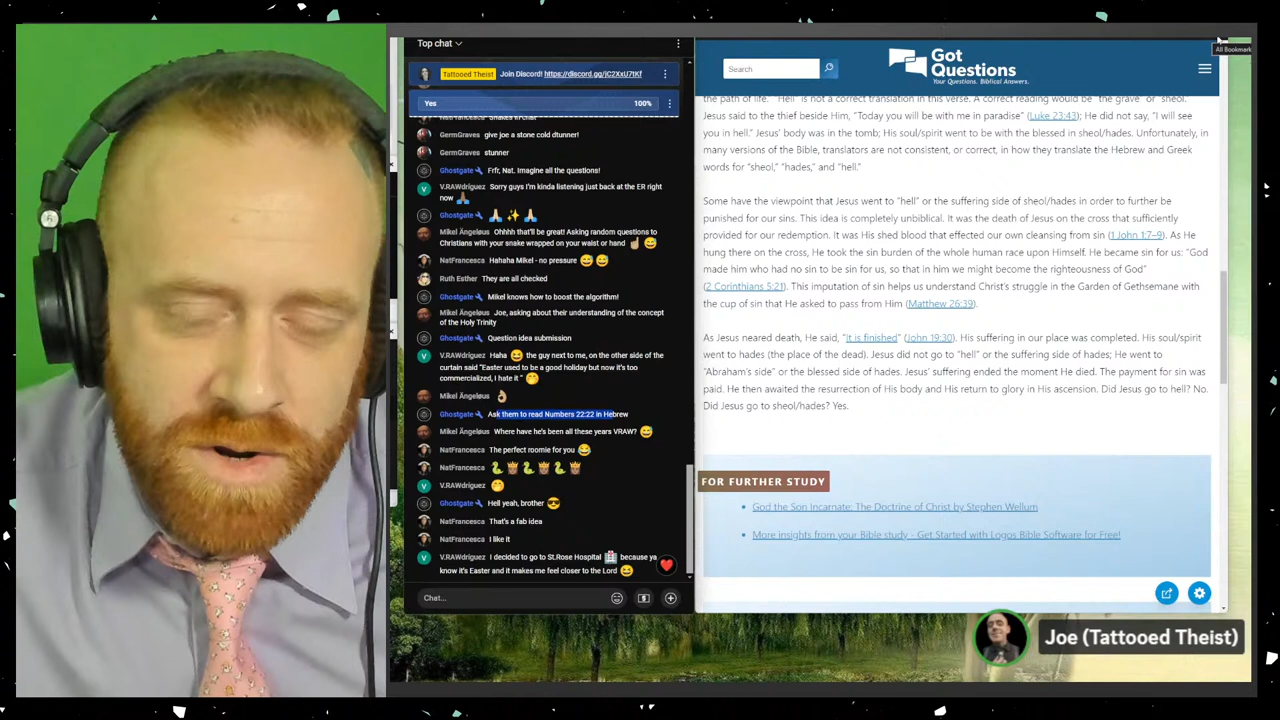 Top chat
Tattooed Theist Join Discord! https://discord.gg/jC2XxU7tKf
Yes 100%
GermGraves give joe a stone cold dtunner!
GermGraves stunner
Ghostgate Frfr, Nat. Imagine all the questions!
V.RAWdríguez Sorry guys I'm kinda listening just back at the ER right
now 🙏🏽
Ghostgate 🙏🏻 ✨ 🙏🏻
Mikel Ângeløus Ohhhh that'll be great! Asking random questions to
Christians with your snake wrapped on your waist or hand ☝🏼 😅
NatFrancesca Hahaha Mikel - no pressure 😅 😅
Ruth Esther They are all checked
Ghostgate Mikel knows how to boost the algorithm!
Mikel Ângeløus Joe, asking about their understanding of the concept
of the Holy Trinity
Ghostgate Question idea submission
V.RAWdríguez Haha 😆 the guy next to me, on the other side of the
curtain said "Easter used to be a good holiday but now it's too
commercialized, I hate it " 🤭
Mikel Ângeløus 👌🏼
Ghostgate Ask them to read Numbers 22:22 in Hebrew
Mikel Ângeløus Where have he's been all these years VRAW? 😅
NatFrancesca The perfect roomie for you 😂
NatFrancesca 🐍 👸🏽 🐍 👸🏽 🐍 👸🏽
V.RAWdríguez 🤭
Ghostgate Hell yeah, brother 😎
NatFrancesca That's a fab idea
NatFrancesca I like it
V.RAWdríguez I decided to go to St.Rose Hospital 🏥 because ya
know it's Easter and it makes me feel closer to the Lord 😆
Chat...
All Bookmark
Search
Got
Questions
Your Questions. Biblical Answers.
the path of life." "Hell" is not a correct translation in this verse. A correct reading would be "the grave" or "sheol."
Jesus said to the thief beside Him, "Today you will be with me in paradise" (Luke 23:43); He did not say, "I will see
you in hell." Jesus' body was in the tomb; His soul/spirit went to be with the blessed in sheol/hades. Unfortunately, in
many versions of the Bible, translators are not consistent, or correct, in how they translate the Hebrew and Greek
words for "sheol," "hades," and "hell."
Some have the viewpoint that Jesus went to "hell" or the suffering side of sheol/hades in order to further be
punished for our sins. This idea is completely unbiblical. It was the death of Jesus on the cross that sufficiently
provided for our redemption. It was His shed blood that effected our own cleansing from sin (1 John 1:7–9). As He
hung there on the cross, He took the sin burden of the whole human race upon Himself. He became sin for us: "God
made him who had no sin to be sin for us, so that in him we might become the righteousness of God"
(2 Corinthians 5:21). This imputation of sin helps us understand Christ's struggle in the Garden of Gethsemane with
the cup of sin that He asked to pass from Him (Matthew 26:39).
As Jesus neared death, He said, "It is finished" (John 19:30). His suffering in our place was completed. His soul/spirit
went to hades (the place of the dead). Jesus did not go to "hell" or the suffering side of hades; He went to
"Abraham's side" or the blessed side of hades. Jesus' suffering ended the moment He died. The payment for sin was
paid. He then awaited the resurrection of His body and His return to glory in His ascension. Did Jesus go to hell? No.
Did Jesus go to sheol/hades? Yes.
FOR FURTHER STUDY
God the Son Incarnate: The Doctrine of Christ by Stephen Wellum
More insights from your Bible study - Get Started with Logos Bible Software for Free!
Joe (Tattooed Theist)